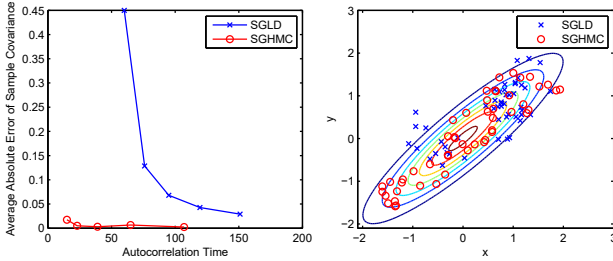 Average Absolute Error of Sample Covariance
0.45
0.4
0.35
0.3
0.25
0.2
0.15
0.1
0.05
0
0 50 100 150 200
Autocorrelation Time
SGLD
SGHMC
y
3
2
1
0
−1
−2
−2 −1 0 1 2 3
x
SGLD
SGHMC